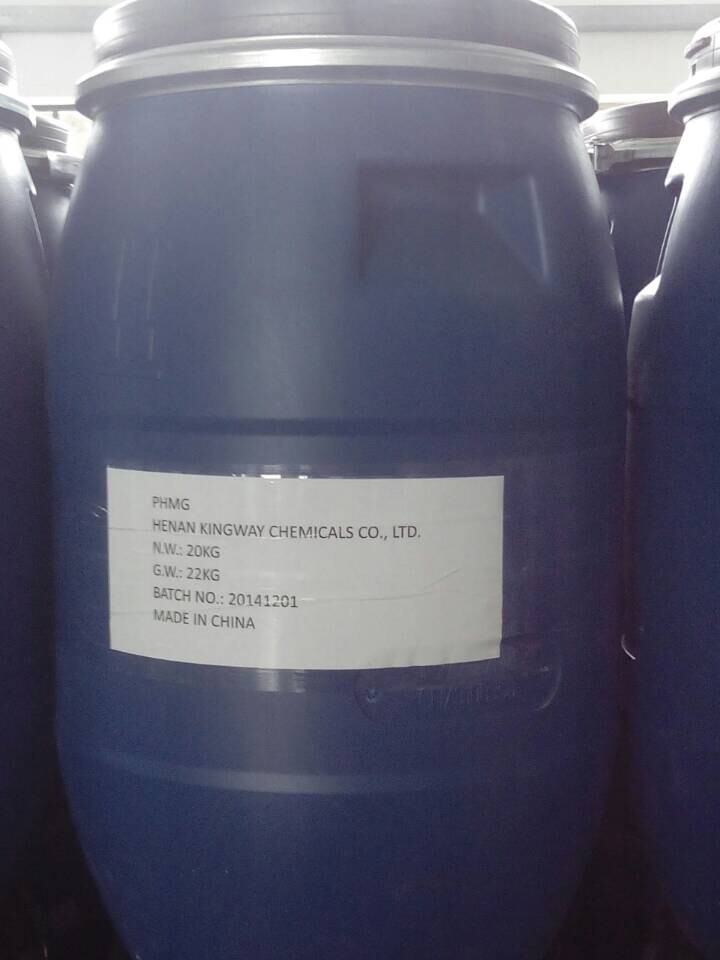 PHMG
HENAN KINGWAY CHEMICALS CO., LTD.
N.W.: 20KG
G.W.: 22KG
BATCH NO.: 20141201
MADE IN CHINA